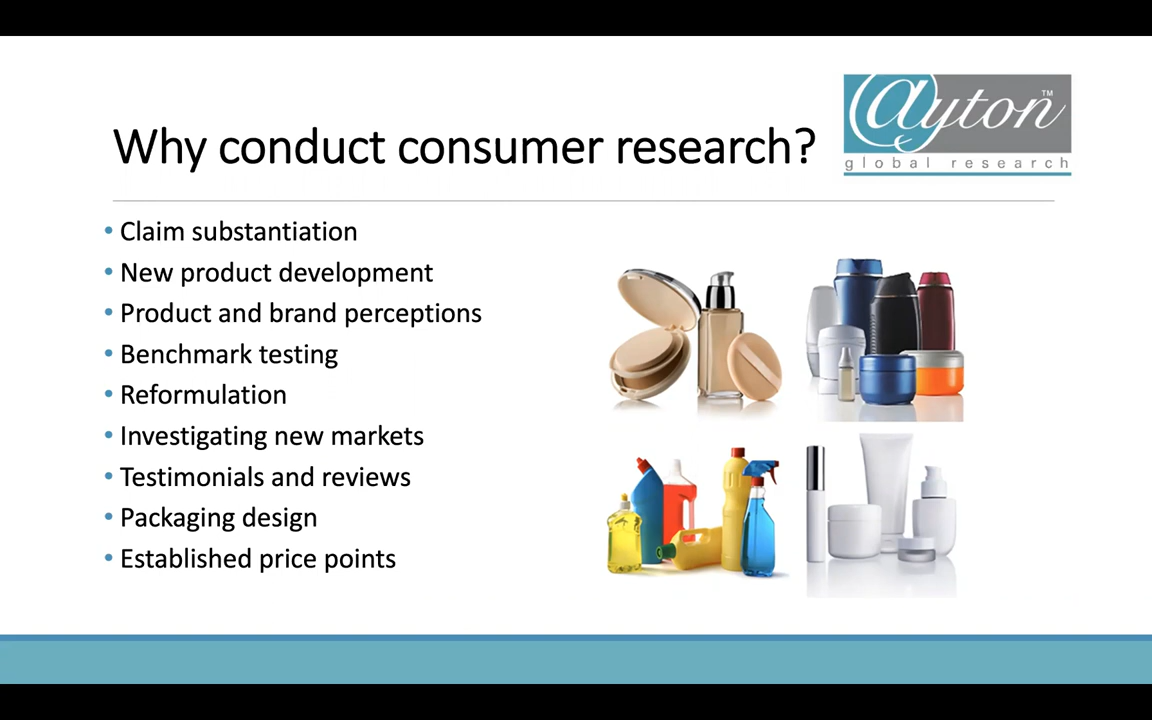 @yton™
global research
Why conduct consumer research?
• Claim substantiation
• New product development
• Product and brand perceptions
• Benchmark testing
• Reformulation
• Investigating new markets
• Testimonials and reviews
• Packaging design
• Established price points